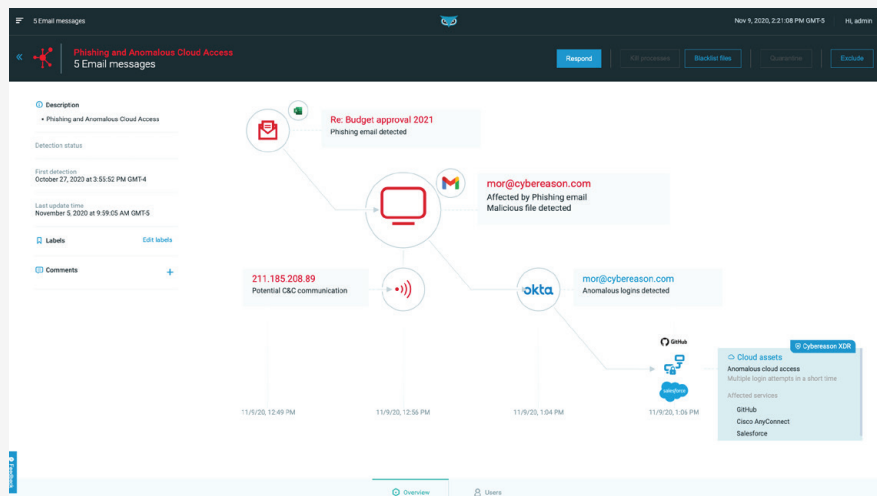 5 Email messages
Nov 9, 2020, 2:21:08 PM GMT-5
Hi, admin
Phishing and Anomalous Cloud Access
5 Email messages
Respond
Kill processes
Blacklist files
Quarantine
Exclude
Description
• Phishing and Anomalous Cloud Access
Detection status
First detection
October 27, 2020 at 3:55:52 PM GMT-4
Last update time
November 5, 2020 at 9:59:05 AM GMT-5
Labels
Edit labels
Comments
+
Re: Budget approval 2021
Phishing email detected
mor@cybereason.com
Affected by Phishing email
Malicious file detected
211.185.208.89
Potential C&C communication
okta
mor@cybereason.com
Anomalous logins detected
GitHub
salesforce
Cybereason XDR
Cloud assets
Anomalous cloud access
Multiple login attempts in a short time
Affected services
GitHub
Cisco AnyConnect
Salesforce
11/9/20, 12:49 PM
11/9/20, 12:56 PM
11/9/20, 1:04 PM
11/9/20, 1:06 PM
Feedback
Overview
Users